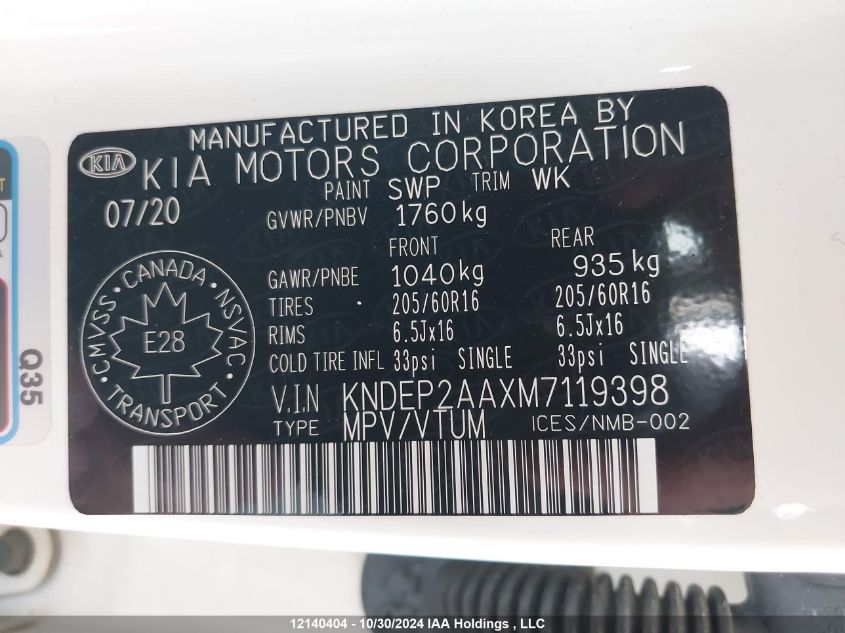 MANUFACTURED IN KOREA BY
KIA KIA MOTORS CORPORATION
PAINT SWP TRIM WK
07/20 GVWR/PNBV 1760kg
FRONT REAR
GAWR/PNBE 1040kg 935kg
TIRES 205/60R16 205/60R16
RIMS 6.5Jx16 6.5Jx16
COLD TIRE INFL 33psi SINGLE 33psi SINGLE
V.I.N KNDEP2AAXM7119398
TYPE MPV/VTUM ICES/NMB-002
CANADA
CMVSS · NSVAC
E28
TRANSPORT
Q35
12140404 - 10/30/2024 IAA Holdings , LLC